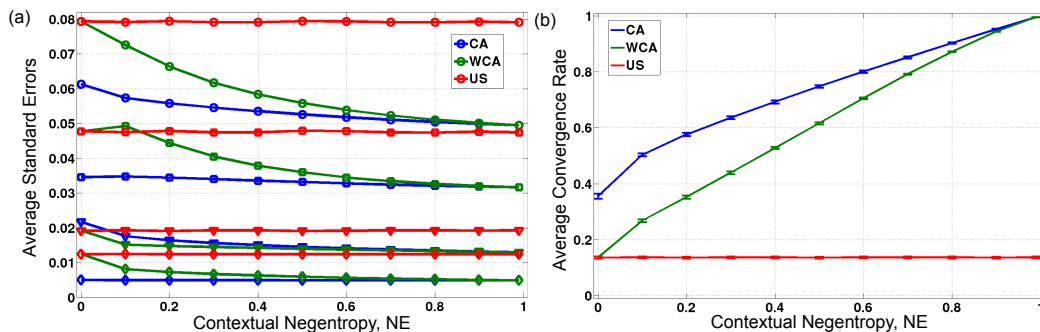 (a)
Average Standard Errors
0.08
0.07
0.06
0.05
0.04
0.03
0.02
0.01
0
0
0.2
0.4
0.6
0.8
1
Contextual Negentropy, NE
CA
WCA
US
(b)
Average Convergence Rate
1
0.8
0.6
0.4
0.2
0
0
0.2
0.4
0.6
0.8
1
Contextual Negentropy, NE
CA
WCA
US